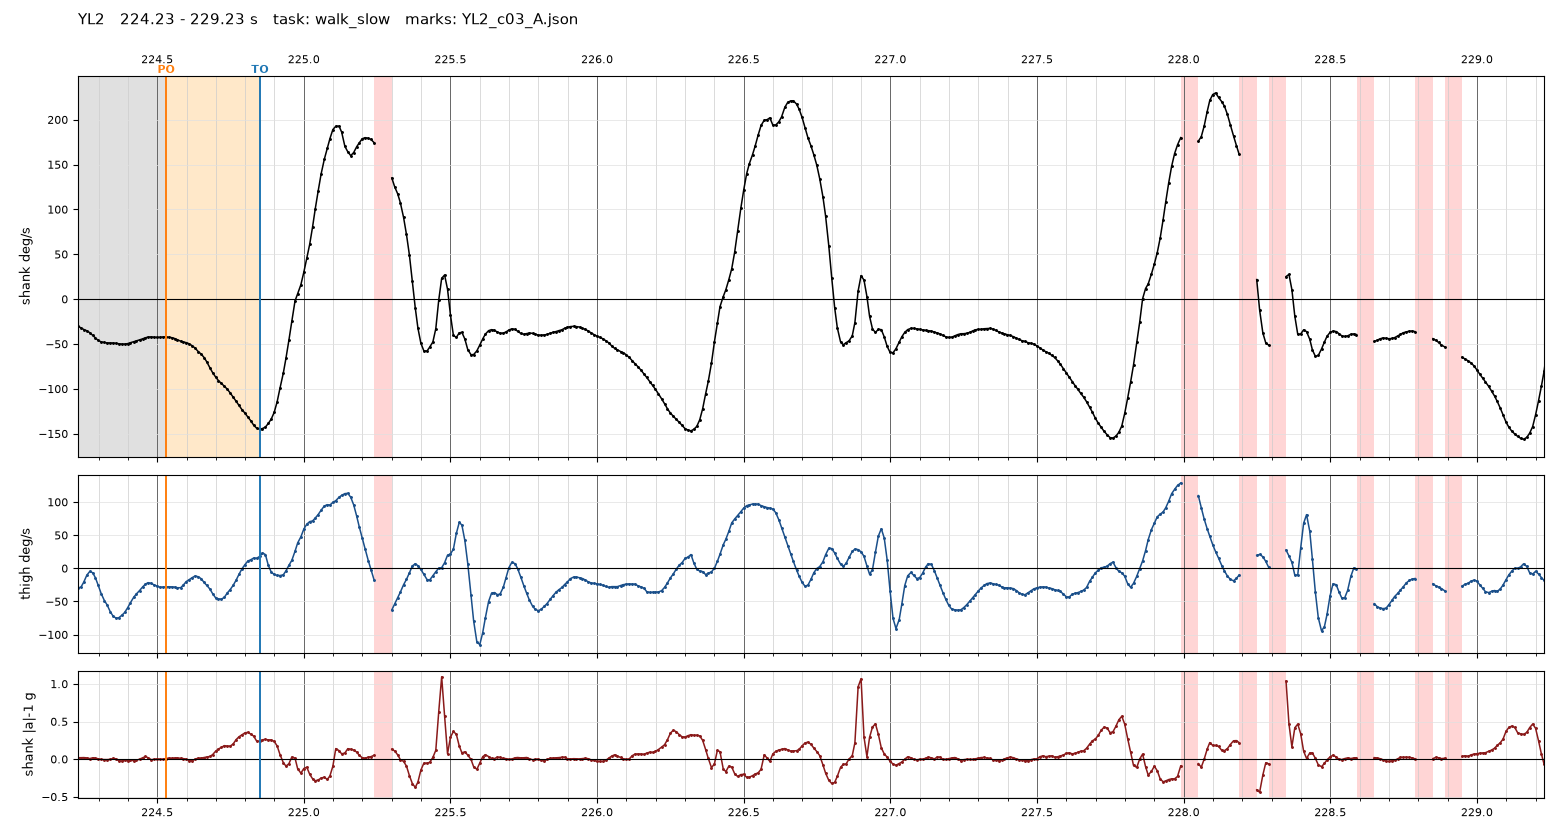 YL2   224.23 - 229.23 s   task: walk_slow   marks: YL2_c03_A.json
224.5 225.0 225.5 226.0 226.5 227.0 227.5 228.0 228.5 229.0
PO TO
shank deg/s
200
150
100
50
0
−50
−100
−150
thigh deg/s
100
50
0
−50
−100
shank |a|-1 g
1.0
0.5
0.0
−0.5
224.5 225.0 225.5 226.0 226.5 227.0 227.5 228.0 228.5 229.0